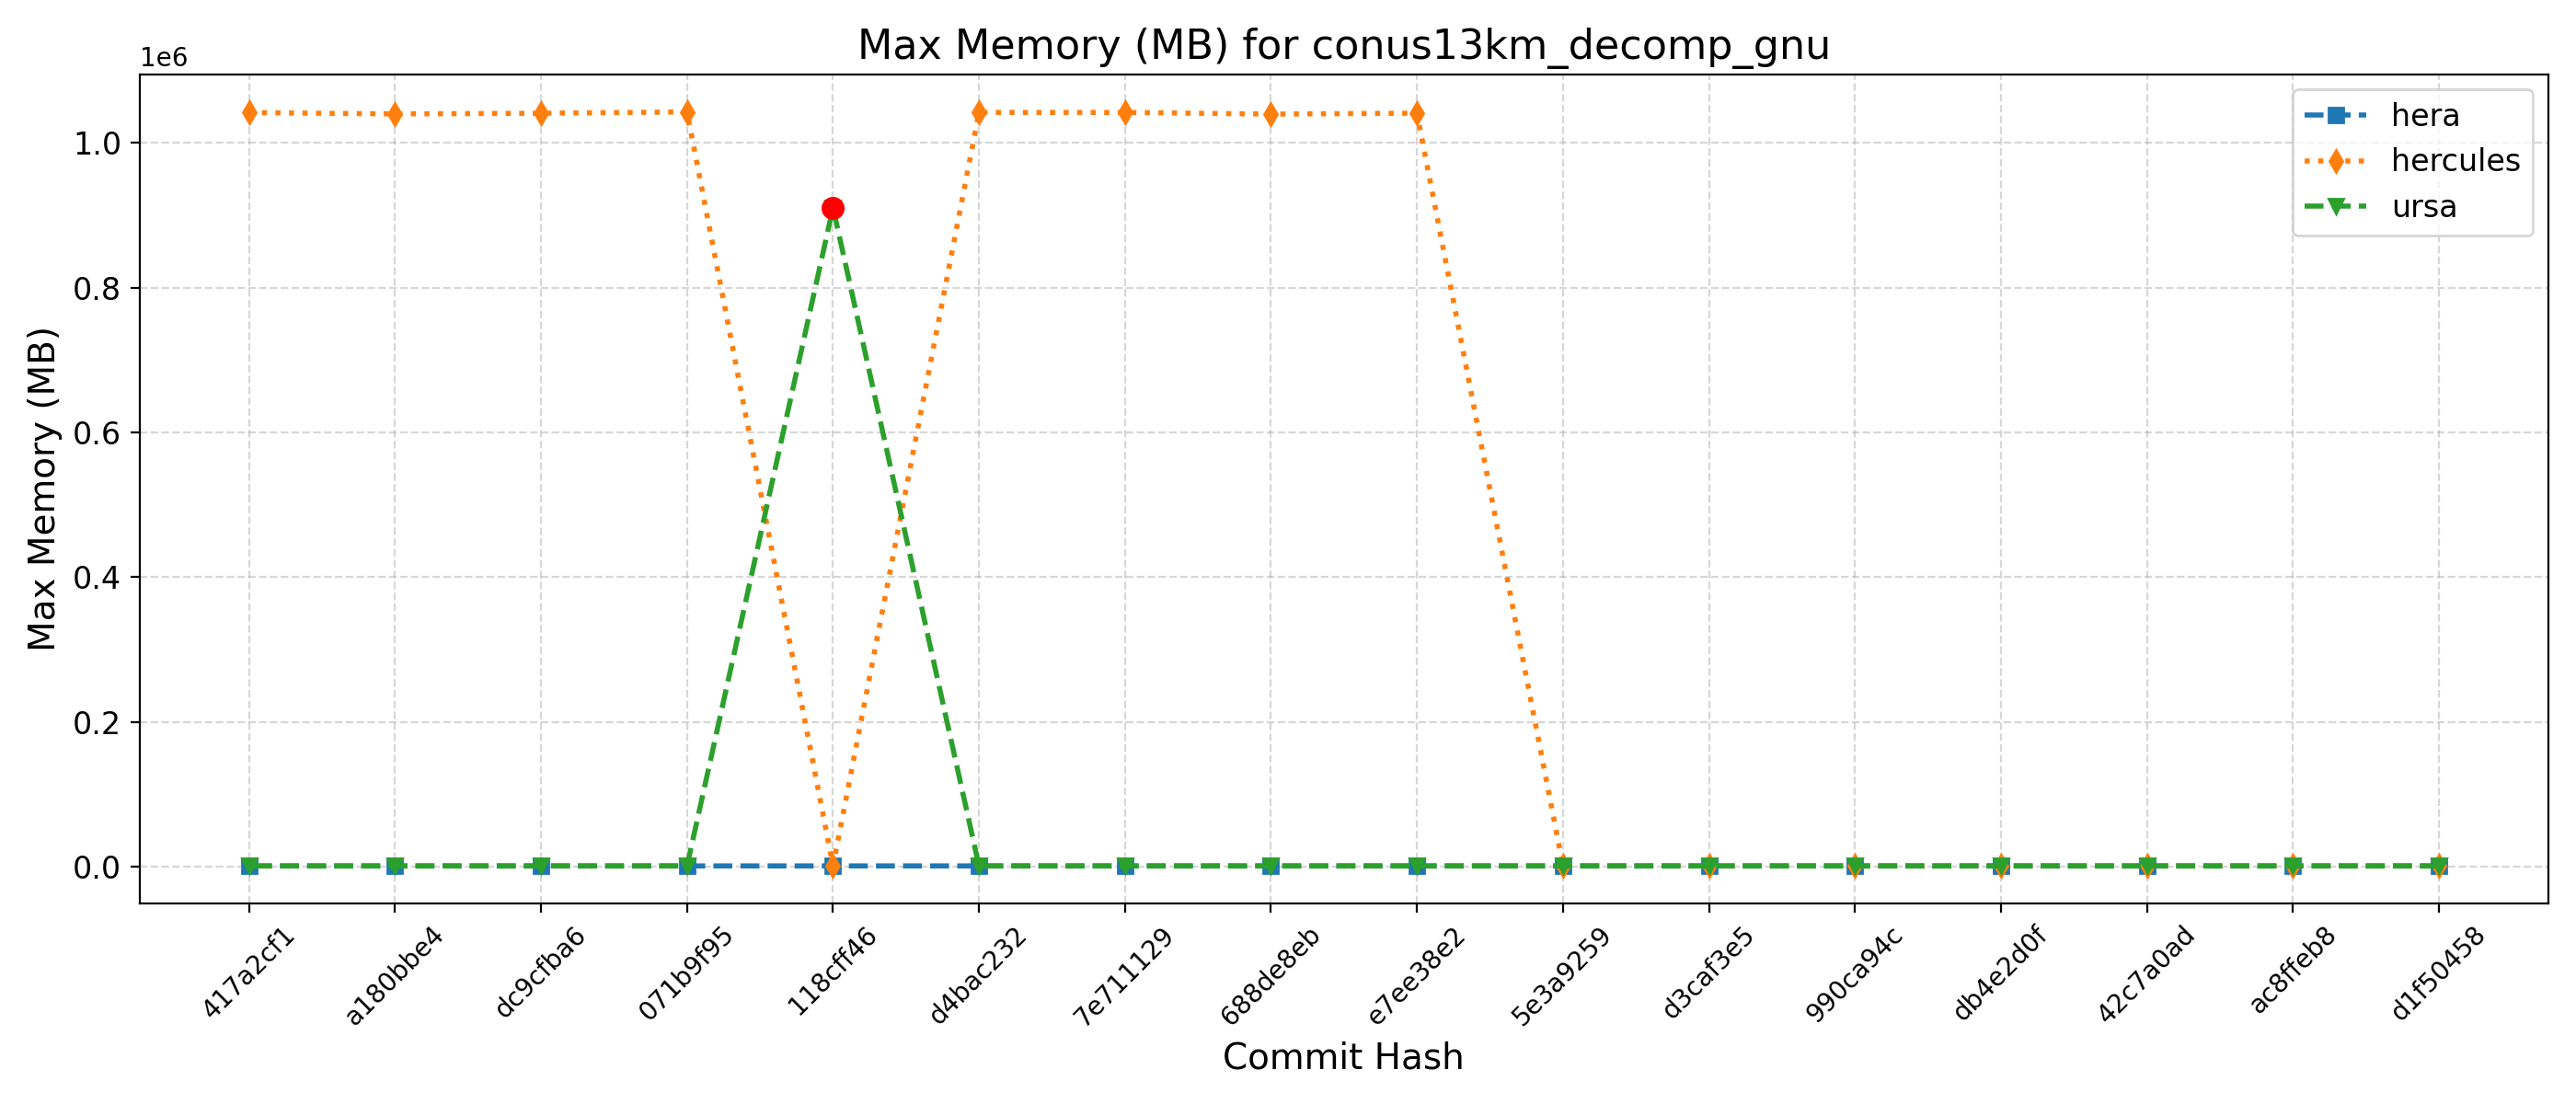 Max Memory (MB) for conus13km_decomp_gnu
1e6
1.0
0.8
0.6
0.4
0.2
0.0
Max Memory (MB)
hera
hercules
ursa
417a2cf1
a180bbe4
dc9cfba6
071b9f95
118cff46
d4bac232
7e711129
688de8eb
e7ee38e2
5e3a9259
d3caf3e5
990ca94c
db4e2d0f
42c7a0ad
ac8ffeb8
d1f50458
Commit Hash